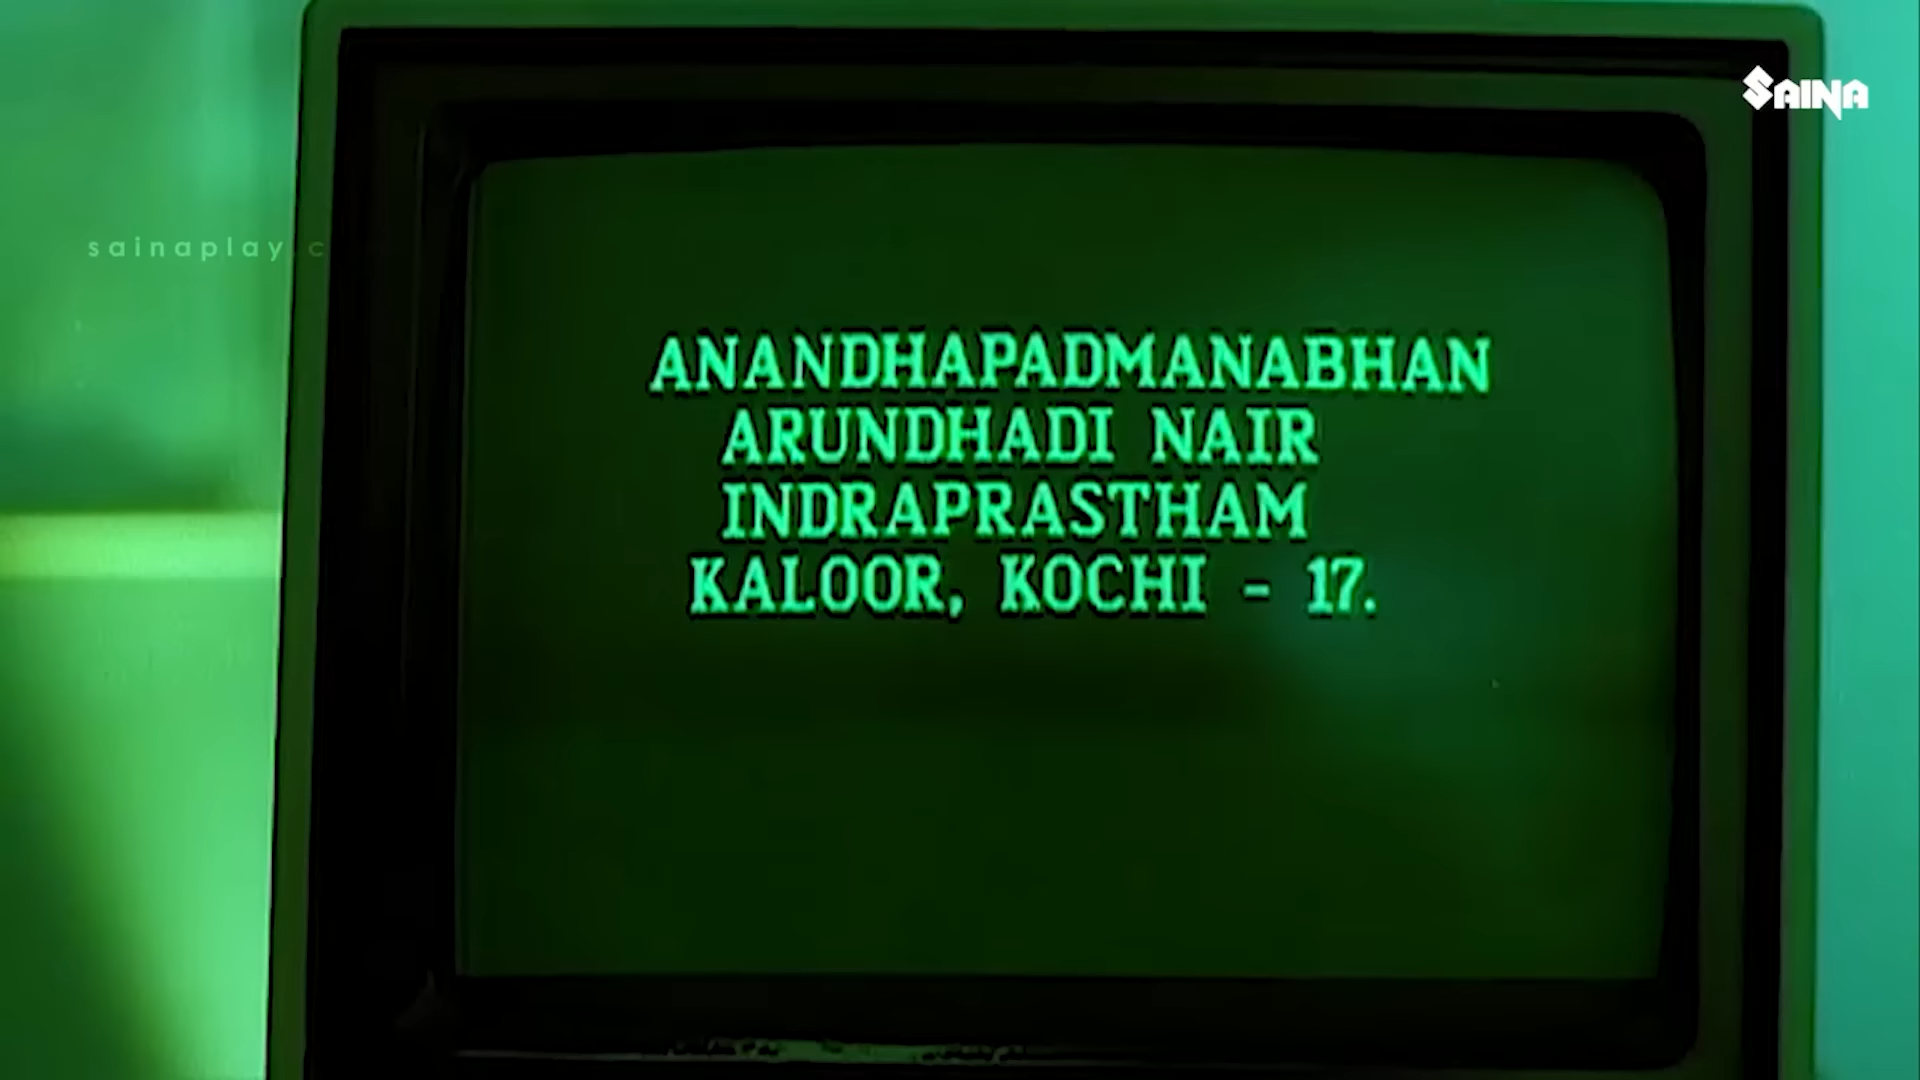 SAINA
sainaplay.c
ANANDHAPADMANABHAN
ARUNDHADI NAIR
INDRAPRASTHAM
KALOOR, KOCHI - 17.